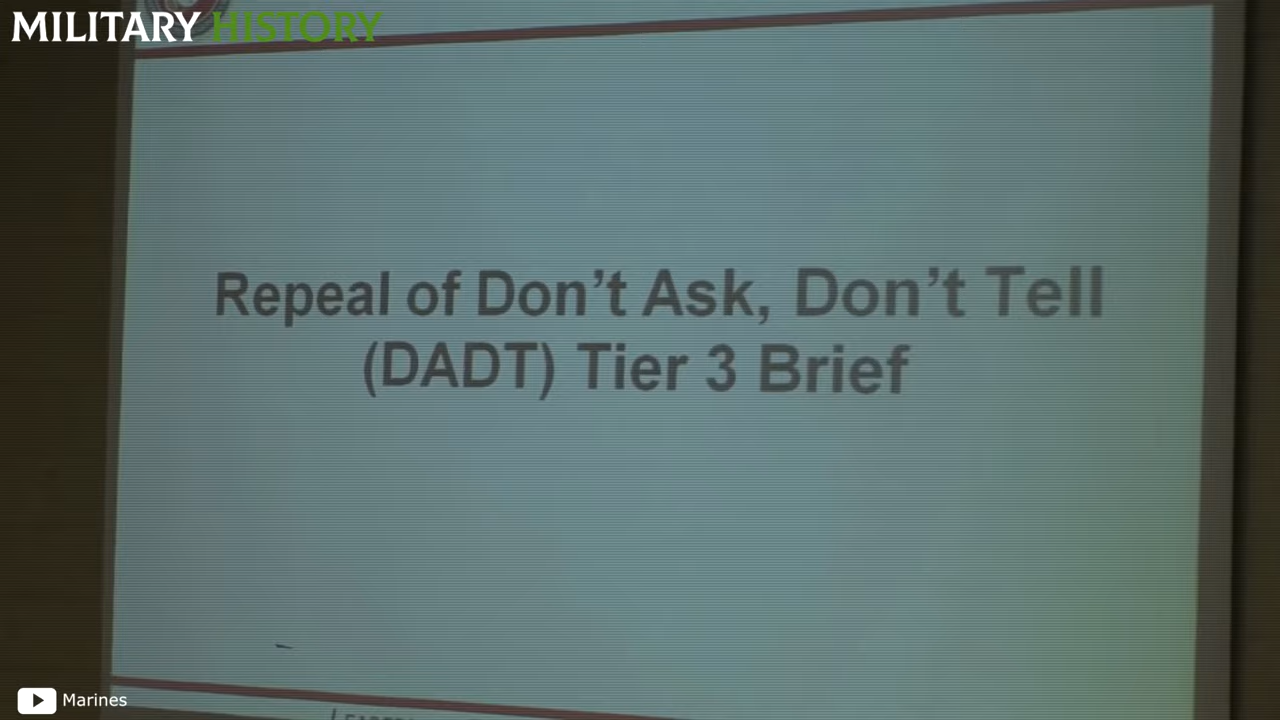 MILITARY HISTORY
Repeal of Don't Ask, Don't Tell
(DADT) Tier 3 Brief
Marines